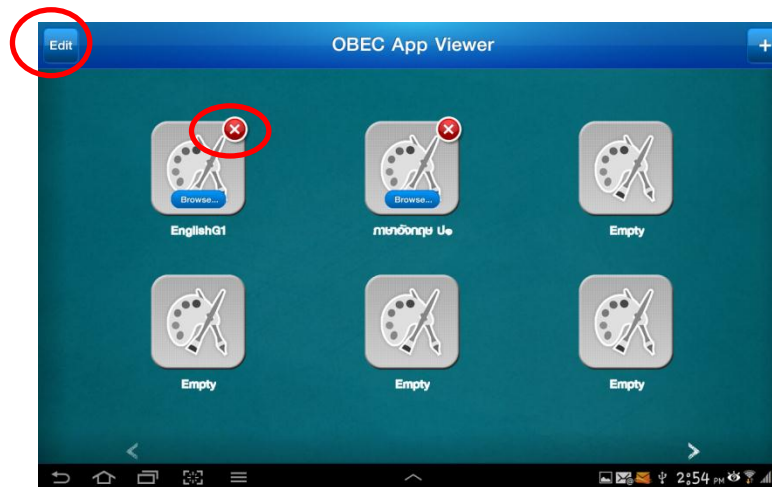 Edit
OBEC App Viewer
+
Browse...
Browse...
EnglishG1
ภาษาอังกฤษ ป๑
Empty
Empty
Empty
Empty
2:54 PM